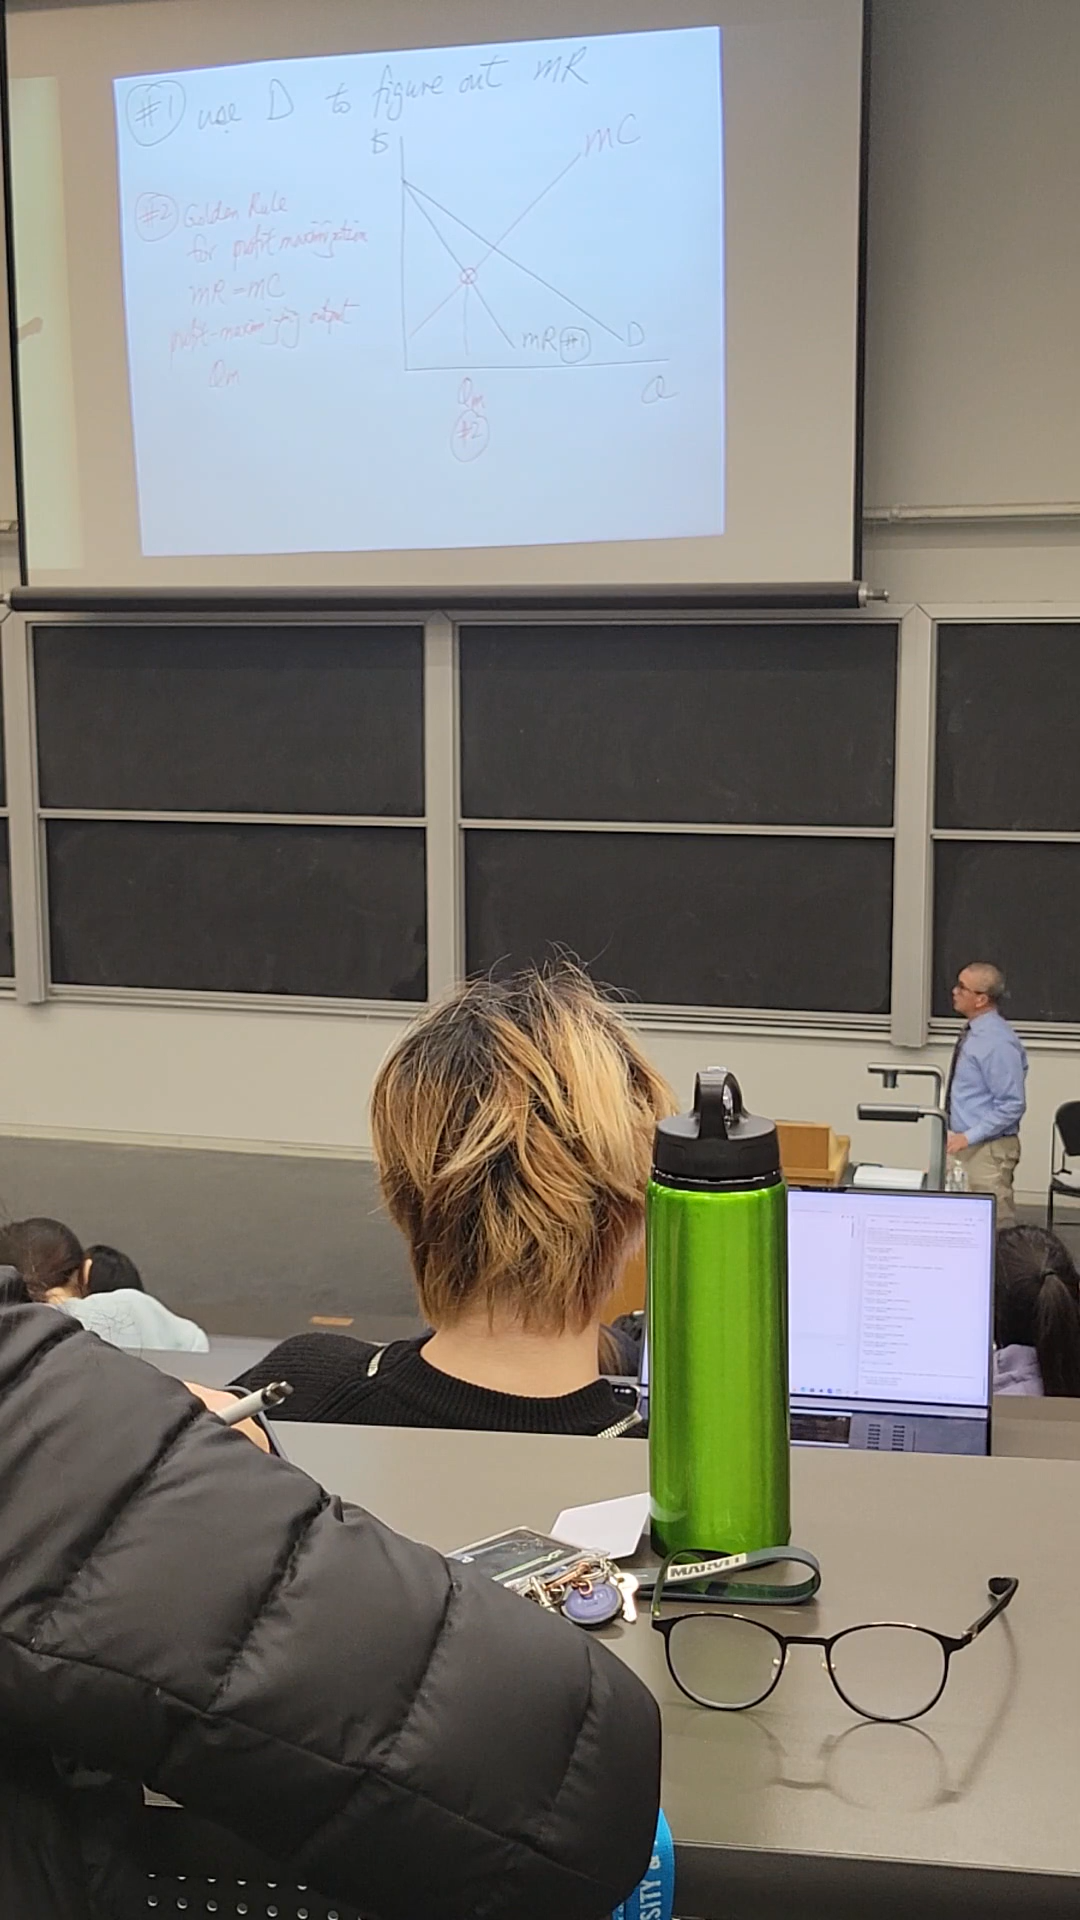 #1 use D to figure out MR
$
MC
#2 Golden Rule
for profit maximization
MR = MC
profit-maximizing output
Qm
MR #1
D
Qm
#2
Q
MARVEL
SITY &